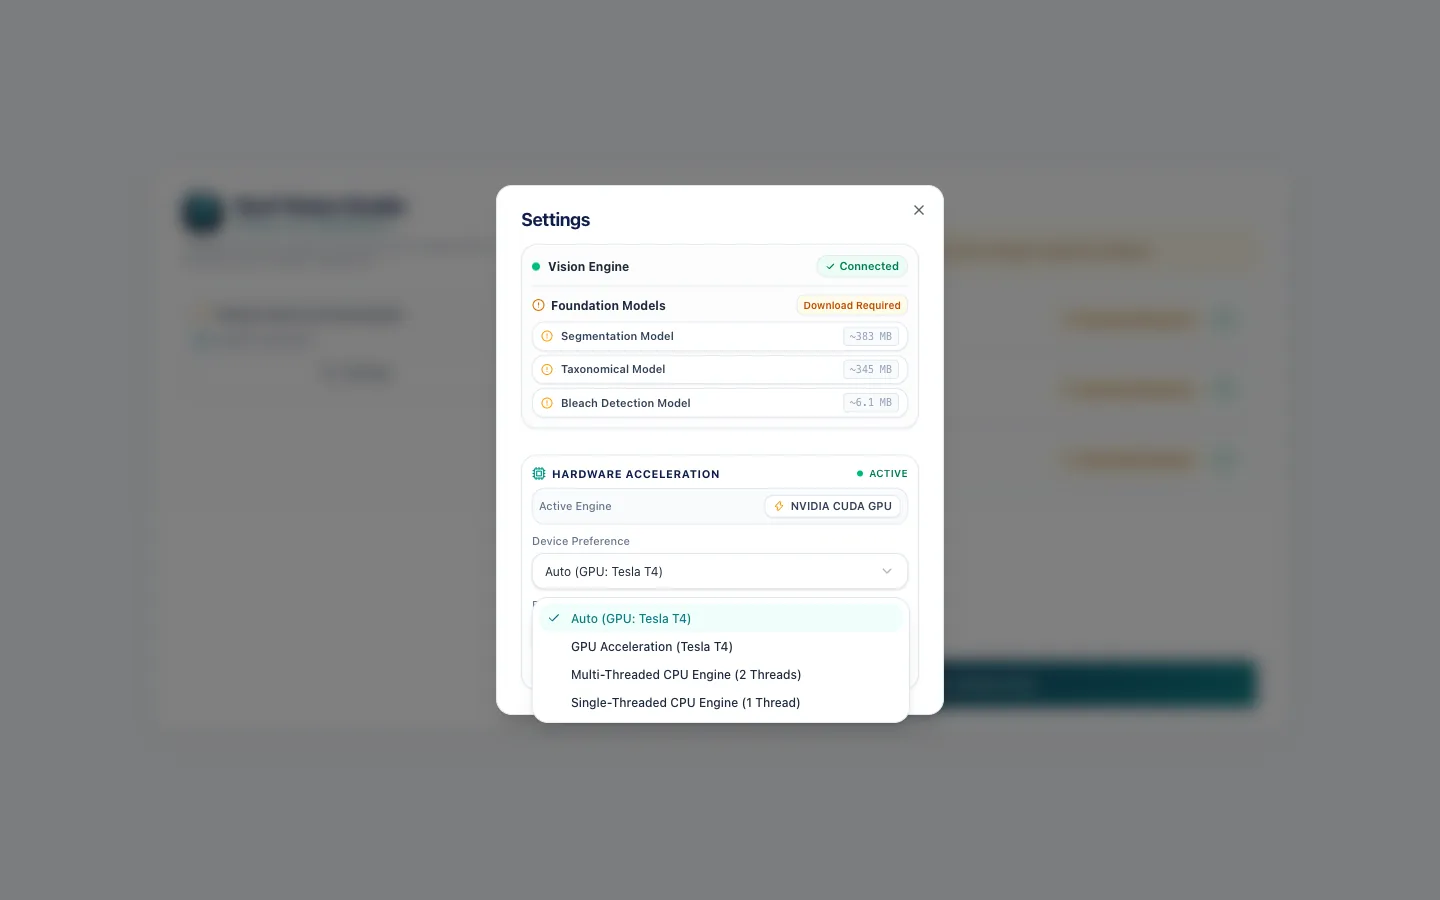 Settings
Vision Engine
Connected
Foundation Models
Download Required
Segmentation Model
~383 MB
Taxonomical Model
~345 MB
Bleach Detection Model
~6.1 MB
HARDWARE ACCELERATION
ACTIVE
Active Engine
NVIDIA CUDA GPU
Device Preference
Auto (GPU: Tesla T4)
Auto (GPU: Tesla T4)
GPU Acceleration (Tesla T4)
Multi-Threaded CPU Engine (2 Threads)
Single-Threaded CPU Engine (1 Thread)